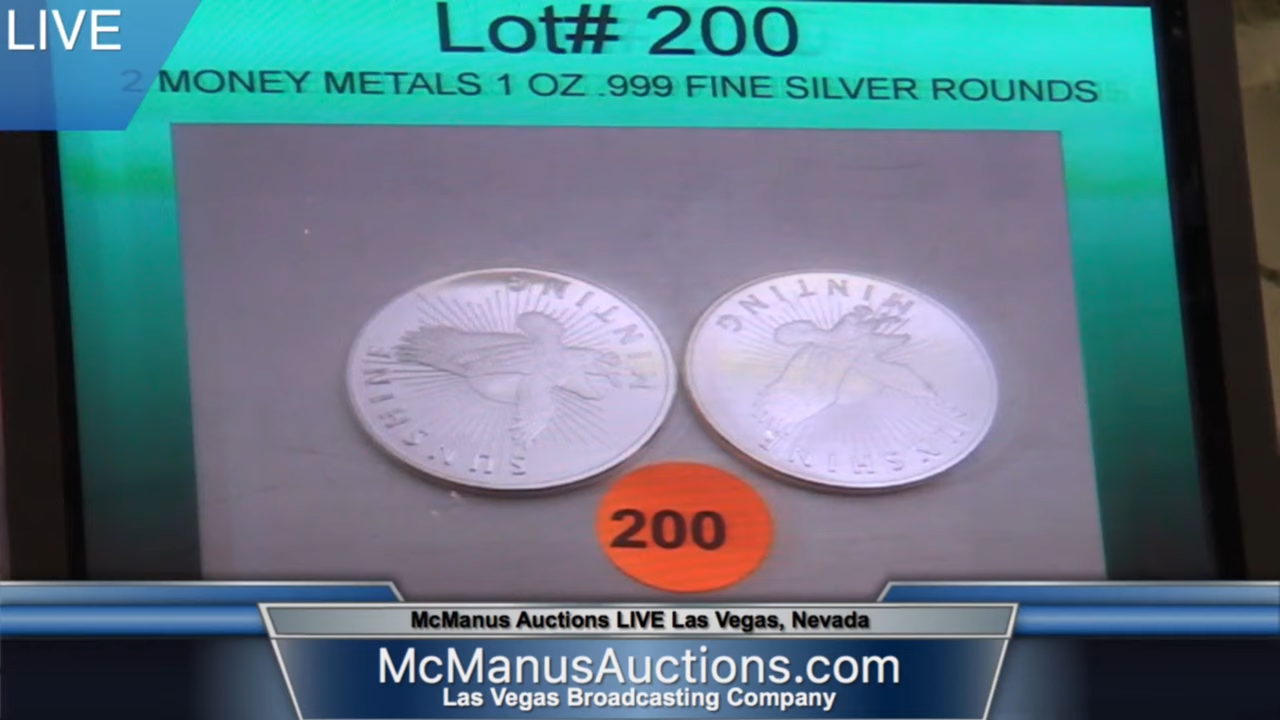 LIVE
Lot# 200
2 MONEY METALS 1 OZ .999 FINE SILVER ROUNDS
SUNSHINE MINTING
SUNSHINE MINTING
200
McManus Auctions LIVE Las Vegas, Nevada
McManusAuctions.com
Las Vegas Broadcasting Company